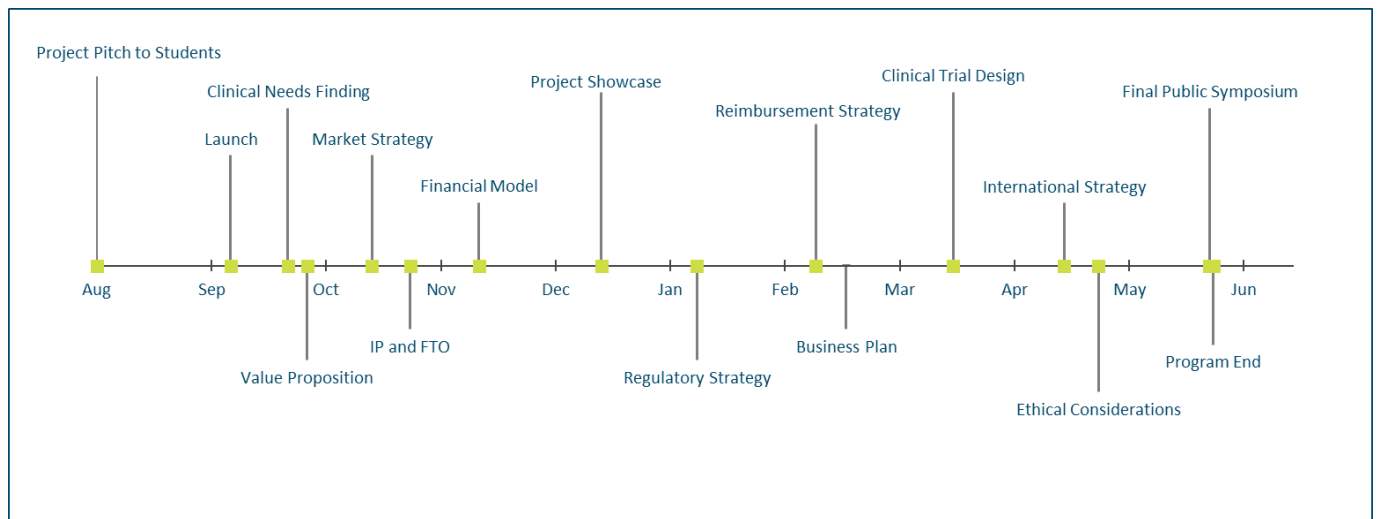 Project Pitch to Students
Clinical Trial Design
Project Showcase
Clinical Needs Finding
Final Public Symposium
Reimbursement Strategy
Launch
Market Strategy
Financial Model
International Strategy
Aug
Sep
Oct
Nov
Dec
Jan
Feb
Mar
Apr
May
Jun
IP and FTO
Business Plan
Program End
Value Proposition
Regulatory Strategy
Ethical Considerations